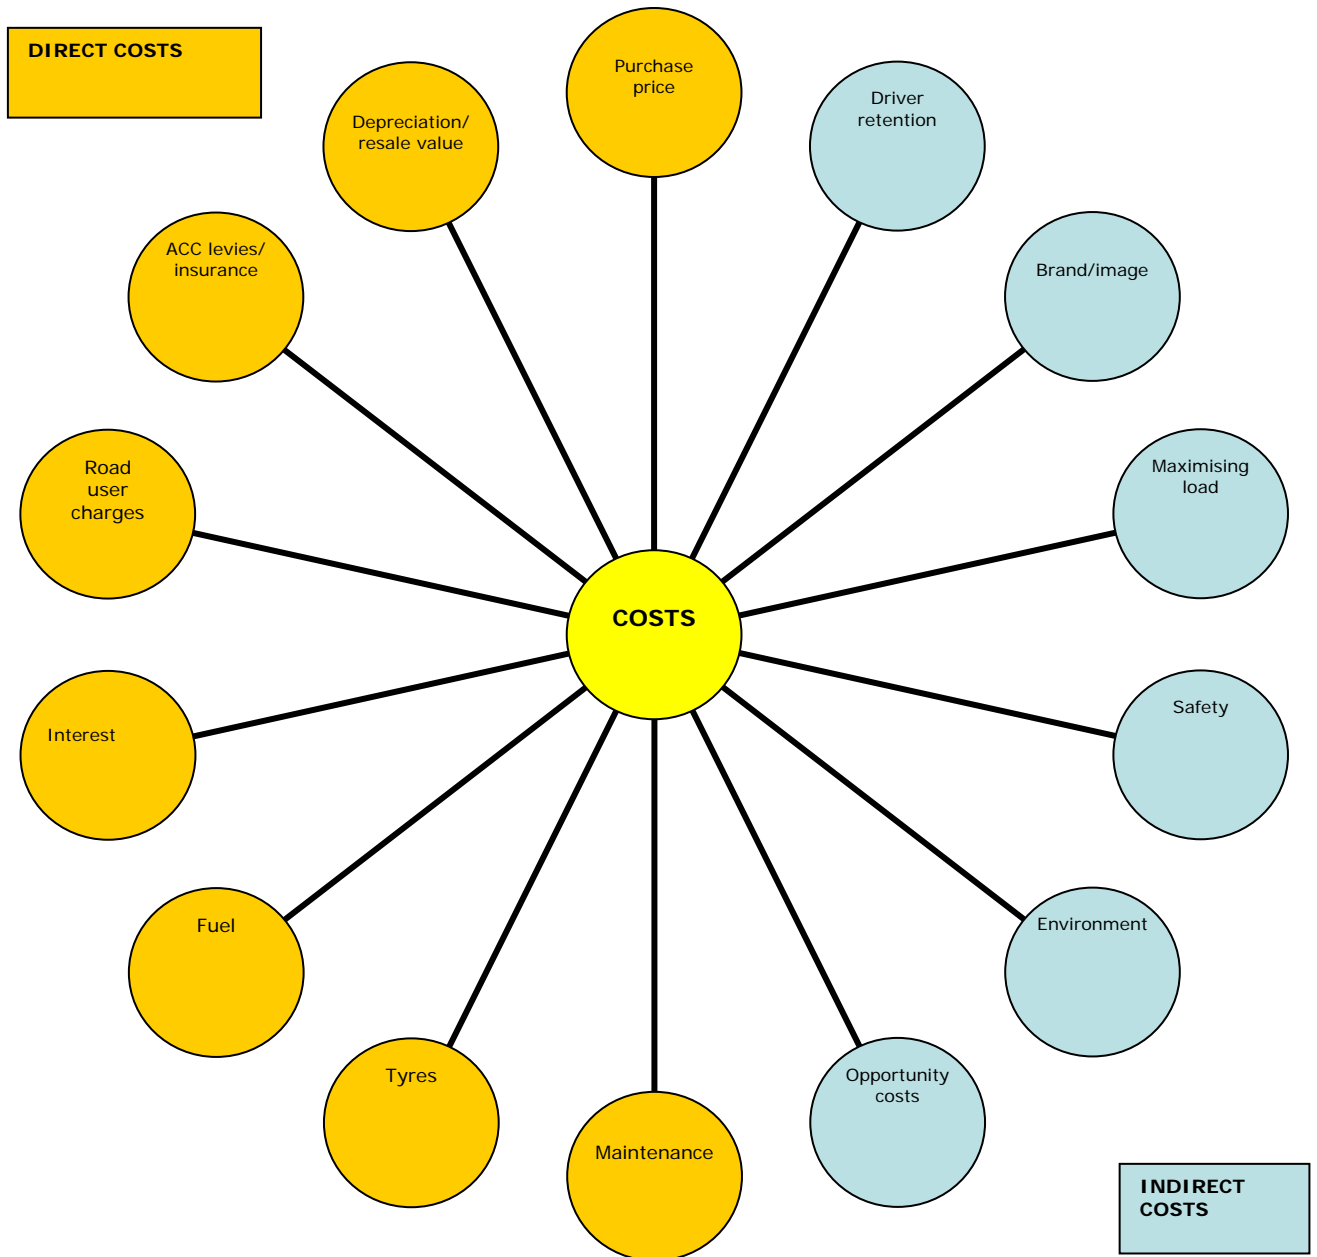 DIRECT COSTS
Purchase
price
Driver
retention
Depreciation/
resale value
Brand/image
ACC levies/
insurance
Maximising
load
Road
user
charges
COSTS
Safety
Interest
Environment
Fuel
Opportunity
costs
Tyres
Maintenance
INDIRECT
COSTS